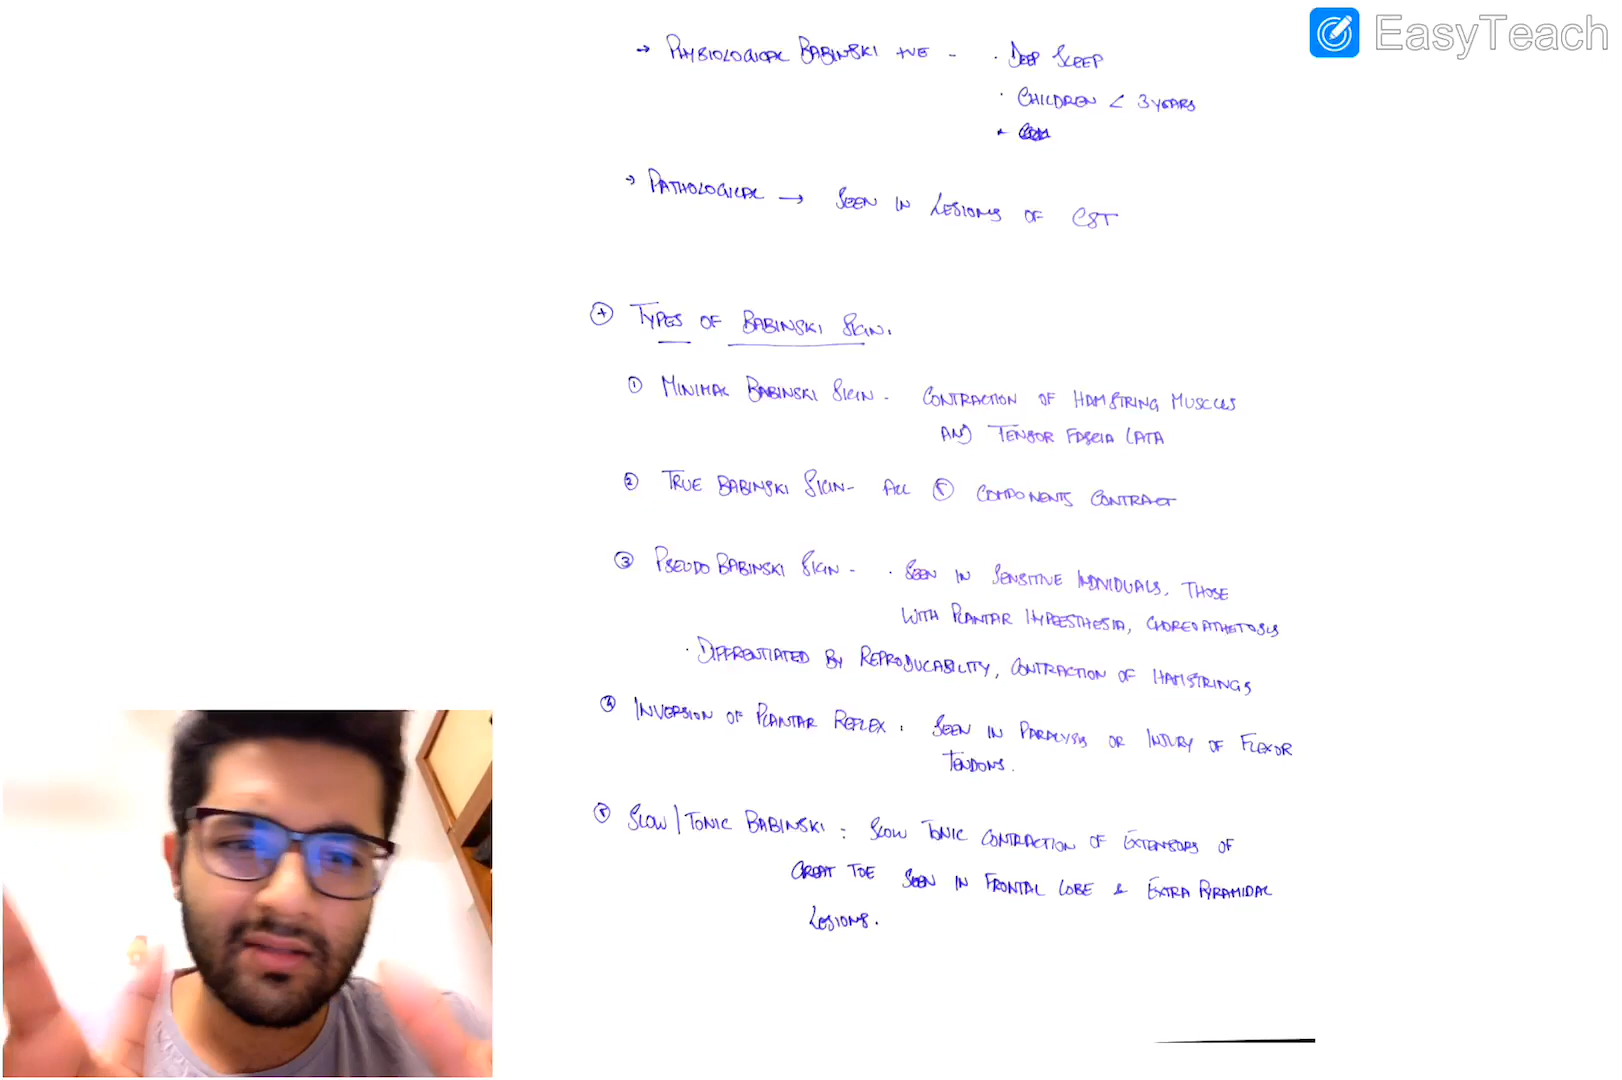 EasyTeach
→ PHYSIOLOGICAL BABINSKI +VE - · DEEP SLEEP
· CHILDREN < 3 YEARS
→ PATHOLOGICAL → SEEN IN LESIONS OF CST
+ TYPES OF BABINSKI SIGN.
① MINIMAL BABINSKI SIGN - CONTRACTION OF HAMSTRING MUSCLES
AND TENSOR FASCIA LATA
② TRUE BABINSKI SIGN - ALL ⑤ COMPONENTS CONTRACT
③ PSEUDO BABINSKI SIGN - · SEEN IN SENSITIVE INDIVIDUALS, THOSE
WITH PLANTAR HYPEESTHESIA, CHOREOATHETOSIS
· DIFFRENTIATED BY REPRODUCABILITY, CONTRACTION OF HAMSTRINGS
④ INVERSION OF PLANTAR REFLEX : SEEN IN PARALYSIS OR INJURY OF FLEXOR
TENDONS.
⑤ SLOW/TONIC BABINSKI : SLOW TONIC CONTRACTION OF EXTENSORS OF
GREAT TOE SEEN IN FRONTAL LOBE & EXTRA PYRAMIDAL
LESIONS.